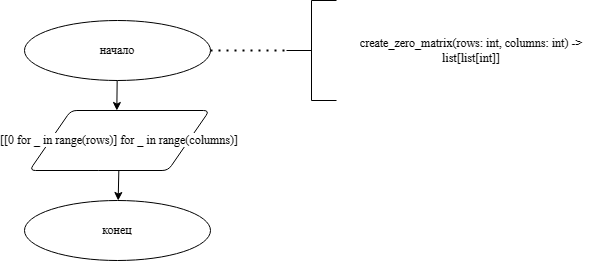 начало
create_zero_matrix(rows: int, columns: int) ->
list[list[int]]
[[0 for _ in range(rows)] for _ in range(columns)]
конец